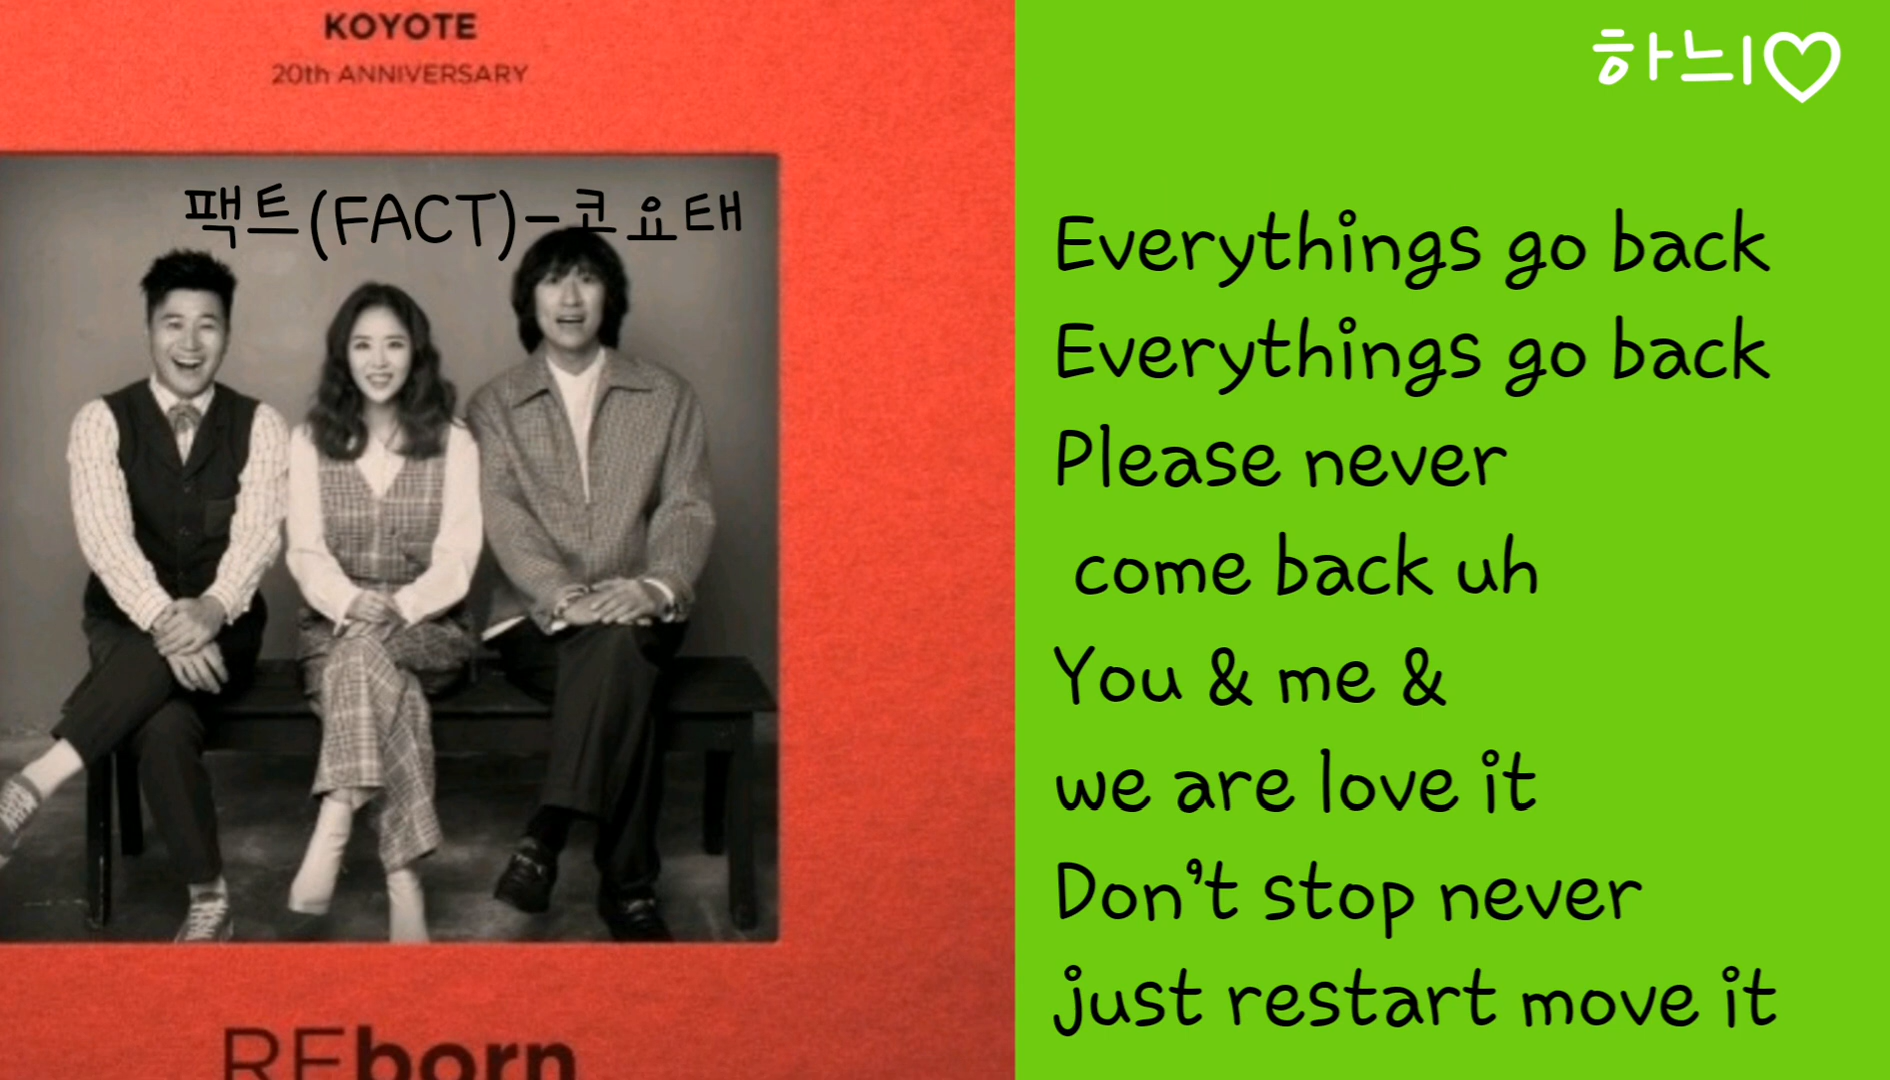 KOYOTE
20th ANNIVERSARY
팩트(FACT)-코요태
REborn
하늬♡
Everythings go back
Everythings go back
Please never
come back uh
You & me &
we are love it
Don't stop never
just restart move it